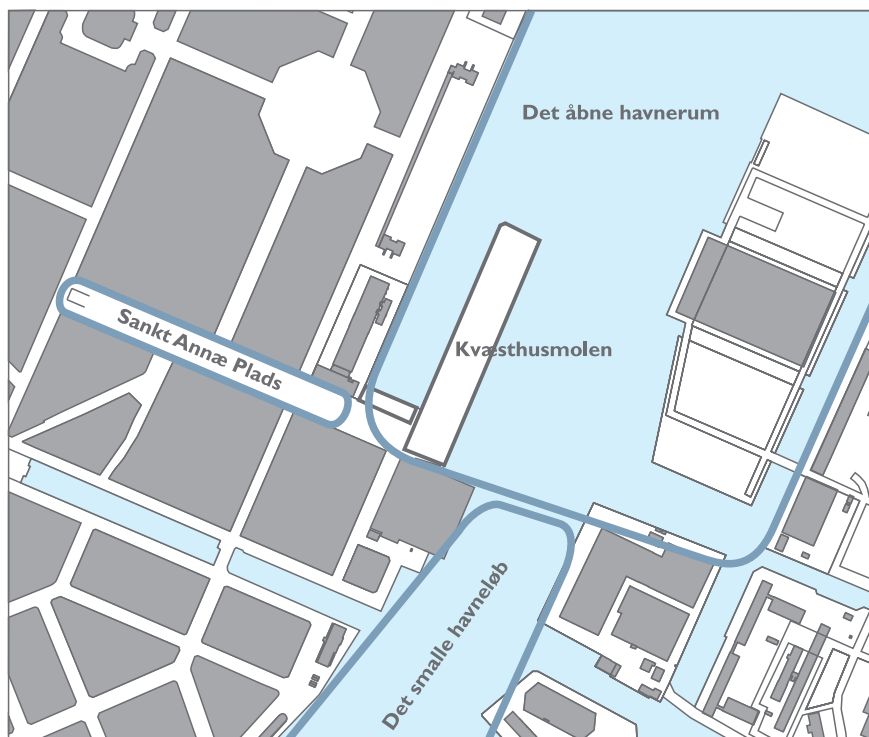 Det åbne havnerum
Sankt Annæ Plads
Kvæsthusmolen
Det smalle havneløb